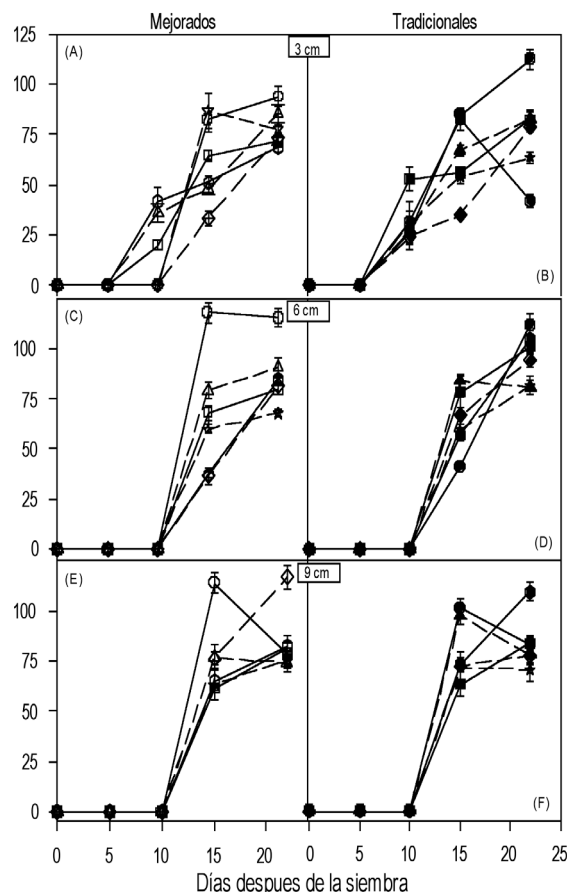 Mejorados Tradicionales
(A) 3 cm
125
100
75
50
25
0
(B)
(C) 6 cm
100
75
50
25
0
(D)
(E) 9 cm
100
75
50
25
0
(F)
0 5 10 15 20 0 5 10 15 20 25
Días despues de la siembra